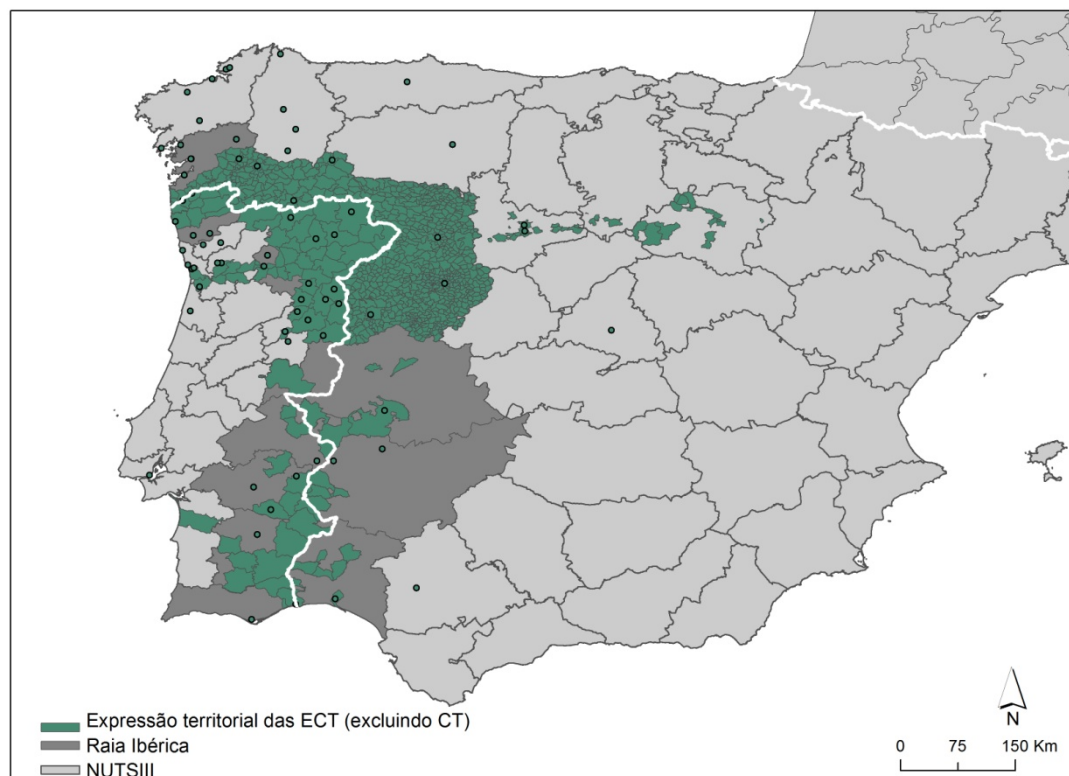 Expressão territorial das ECT (excluindo CT)
Raia Ibérica
NUTSIII
N
0 75 150 Km